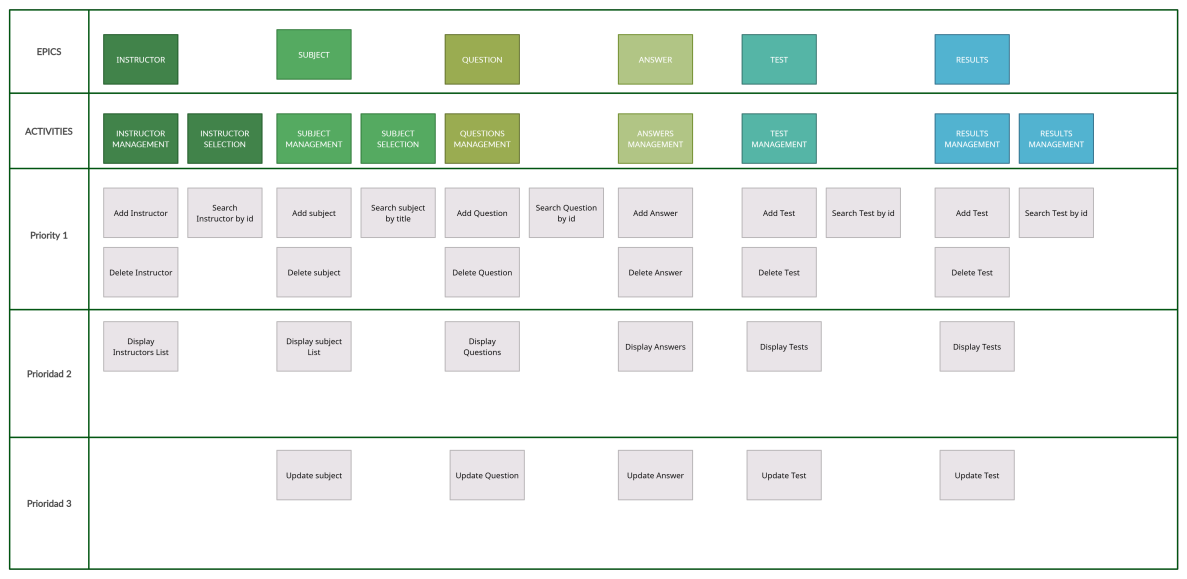 EPICS
INSTRUCTOR
SUBJECT
QUESTION
ANSWER
TEST
RESULTS
ACTIVITIES
INSTRUCTOR
MANAGEMENT
INSTRUCTOR
SELECTION
SUBJECT
MANAGEMENT
SUBJECT
SELECTION
QUESTIONS
MANAGEMENT
ANSWERS
MANAGEMENT
TEST
MANAGEMENT
RESULTS
MANAGEMENT
RESULTS
MANAGEMENT
Priority 1
Add Instructor
Search
Instructor by id
Add subject
Search subject
by title
Add Question
Search Question
by id
Add Answer
Add Test
Search Test by id
Add Test
Search Test by id
Delete Instructor
Delete subject
Delete Question
Delete Answer
Delete Test
Delete Test
Prioridad 2
Display
Instructors List
Display subject
List
Display
Questions
Display Answers
Display Tests
Display Tests
Prioridad 3
Update subject
Update Question
Update Answer
Update Test
Update Test